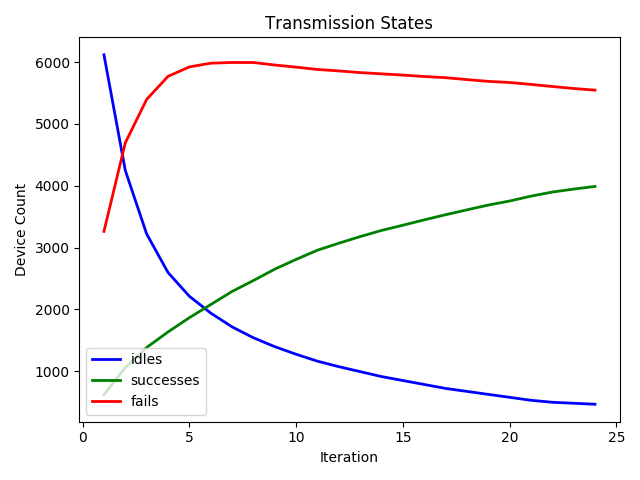 Transmission States
Device Count
6000
5000
4000
3000
2000
1000
idles
successes
fails
0 5 10 15 20 25
Iteration